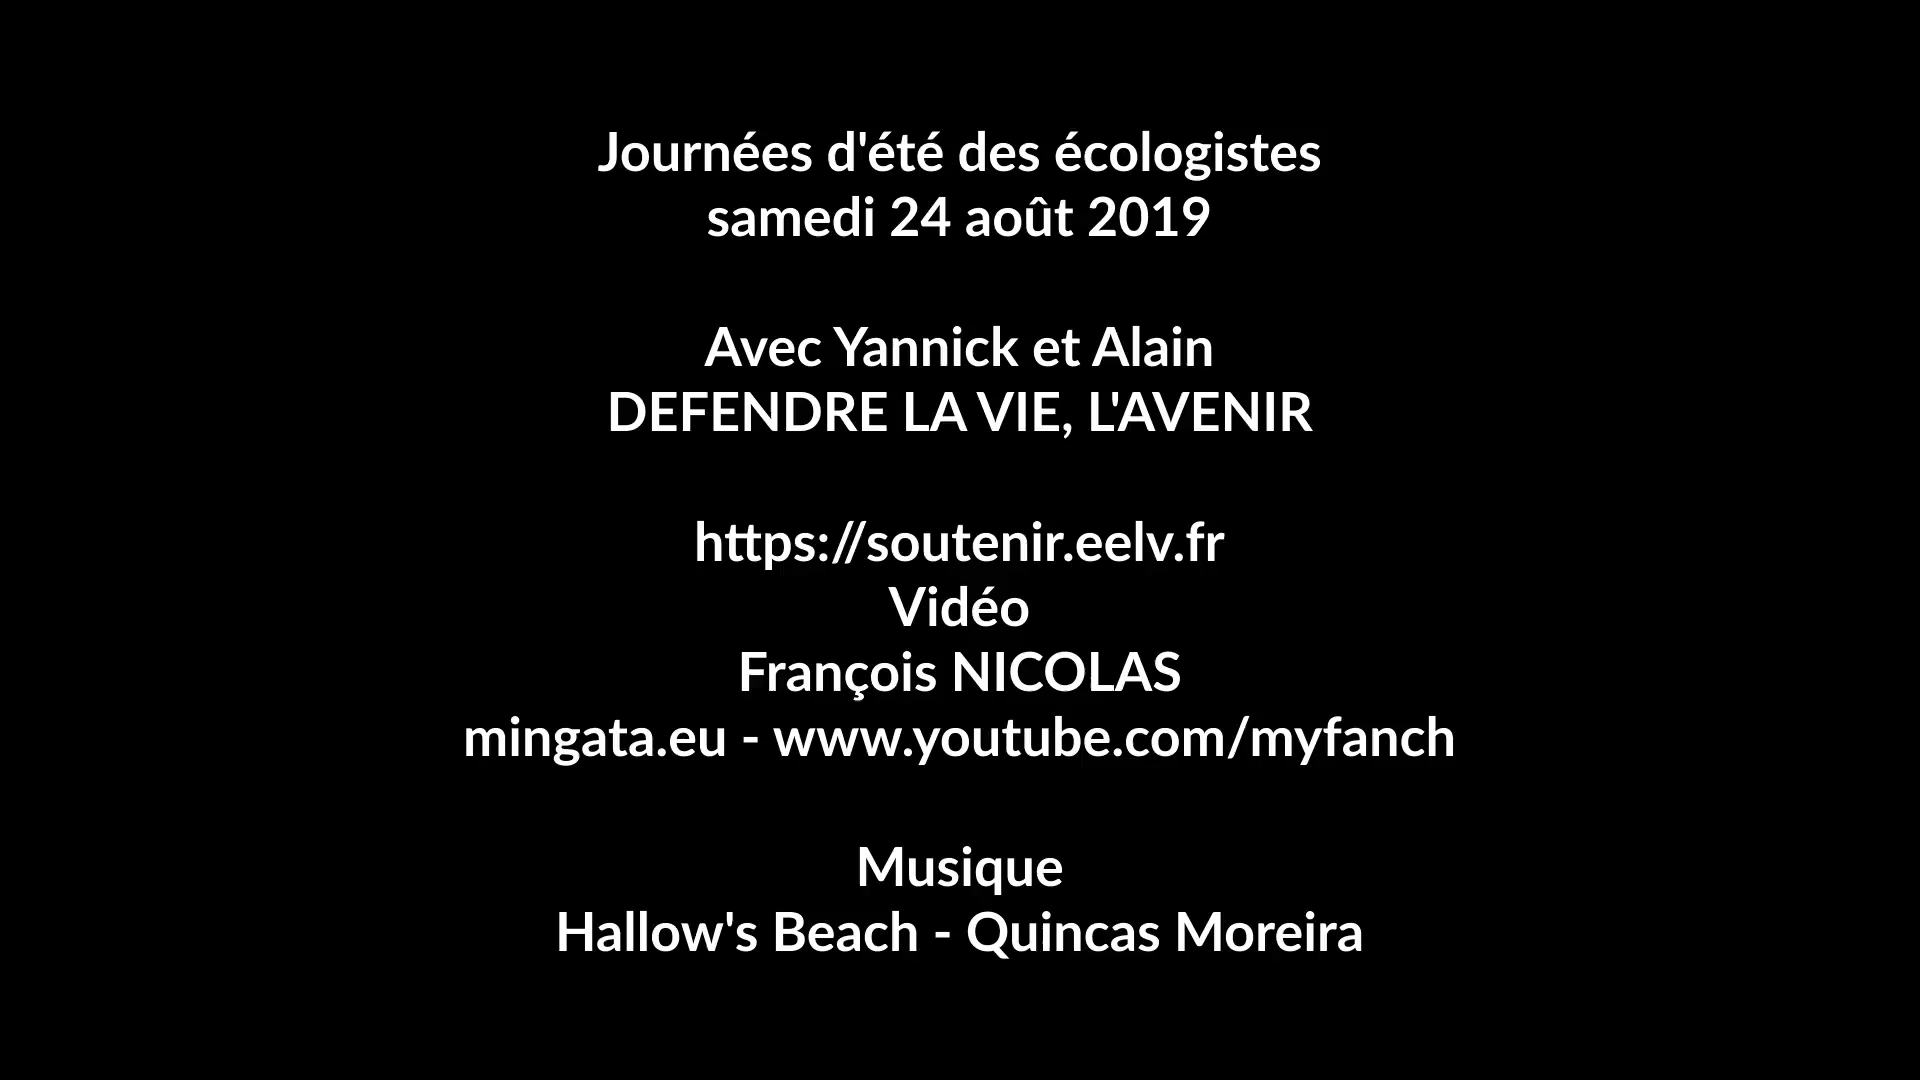 Journées d'été des écologistes
samedi 24 août 2019
Avec Yannick et Alain
DEFENDRE LA VIE, L'AVENIR
https://soutenir.eelv.fr
Vidéo
François NICOLAS
mingata.eu - www.youtube.com/myfanch
Musique
Hallow's Beach - Quincas Moreira